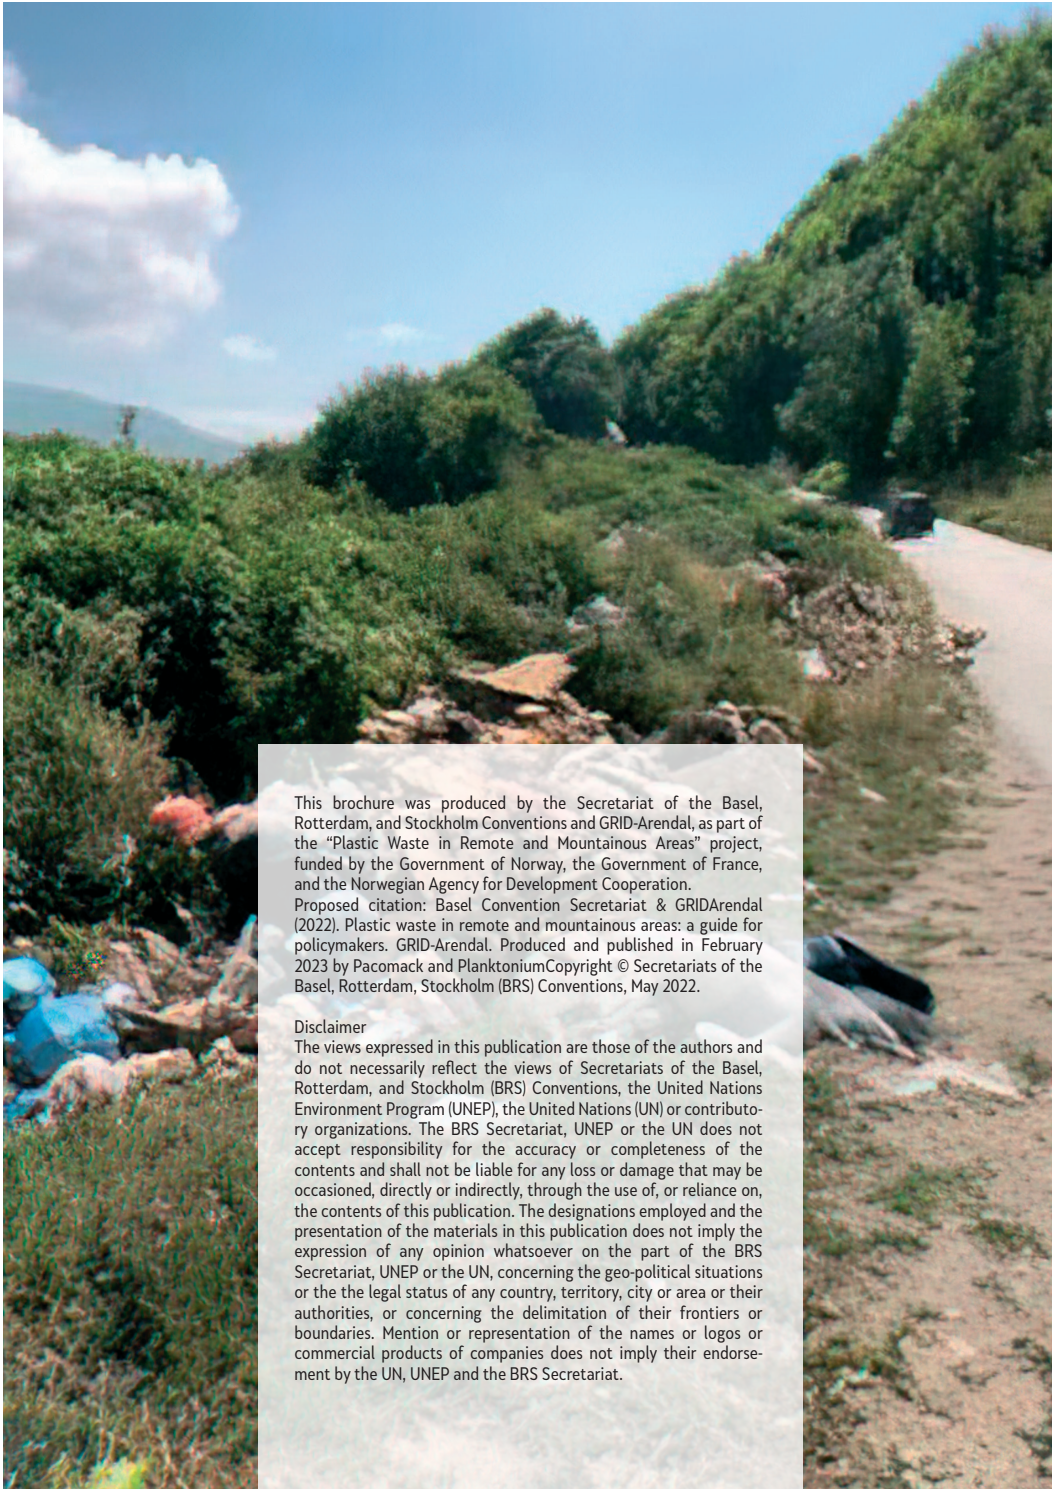 This brochure was produced by the Secretariat of the Basel,
Rotterdam, and Stockholm Conventions and GRID-Arendal, as part of
the “Plastic Waste in Remote and Mountainous Areas” project,
funded by the Government of Norway, the Government of France,
and the Norwegian Agency for Development Cooperation.
Proposed citation: Basel Convention Secretariat & GRIDArendal
(2022). Plastic waste in remote and mountainous areas: a guide for
policymakers. GRID-Arendal. Produced and published in February
2023 by Pacomack and PlanktoniumCopyright © Secretariats of the
Basel, Rotterdam, Stockholm (BRS) Conventions, May 2022.
Disclaimer
The views expressed in this publication are those of the authors and
do not necessarily reflect the views of Secretariats of the Basel,
Rotterdam, and Stockholm (BRS) Conventions, the United Nations
Environment Program (UNEP), the United Nations (UN) or contributo-
ry organizations. The BRS Secretariat, UNEP or the UN does not
accept responsibility for the accuracy or completeness of the
contents and shall not be liable for any loss or damage that may be
occasioned, directly or indirectly, through the use of, or reliance on,
the contents of this publication. The designations employed and the
presentation of the materials in this publication does not imply the
expression of any opinion whatsoever on the part of the BRS
Secretariat, UNEP or the UN, concerning the geo-political situations
or the the legal status of any country, territory, city or area or their
authorities, or concerning the delimitation of their frontiers or
boundaries. Mention or representation of the names or logos or
commercial products of companies does not imply their endorse-
ment by the UN, UNEP and the BRS Secretariat.